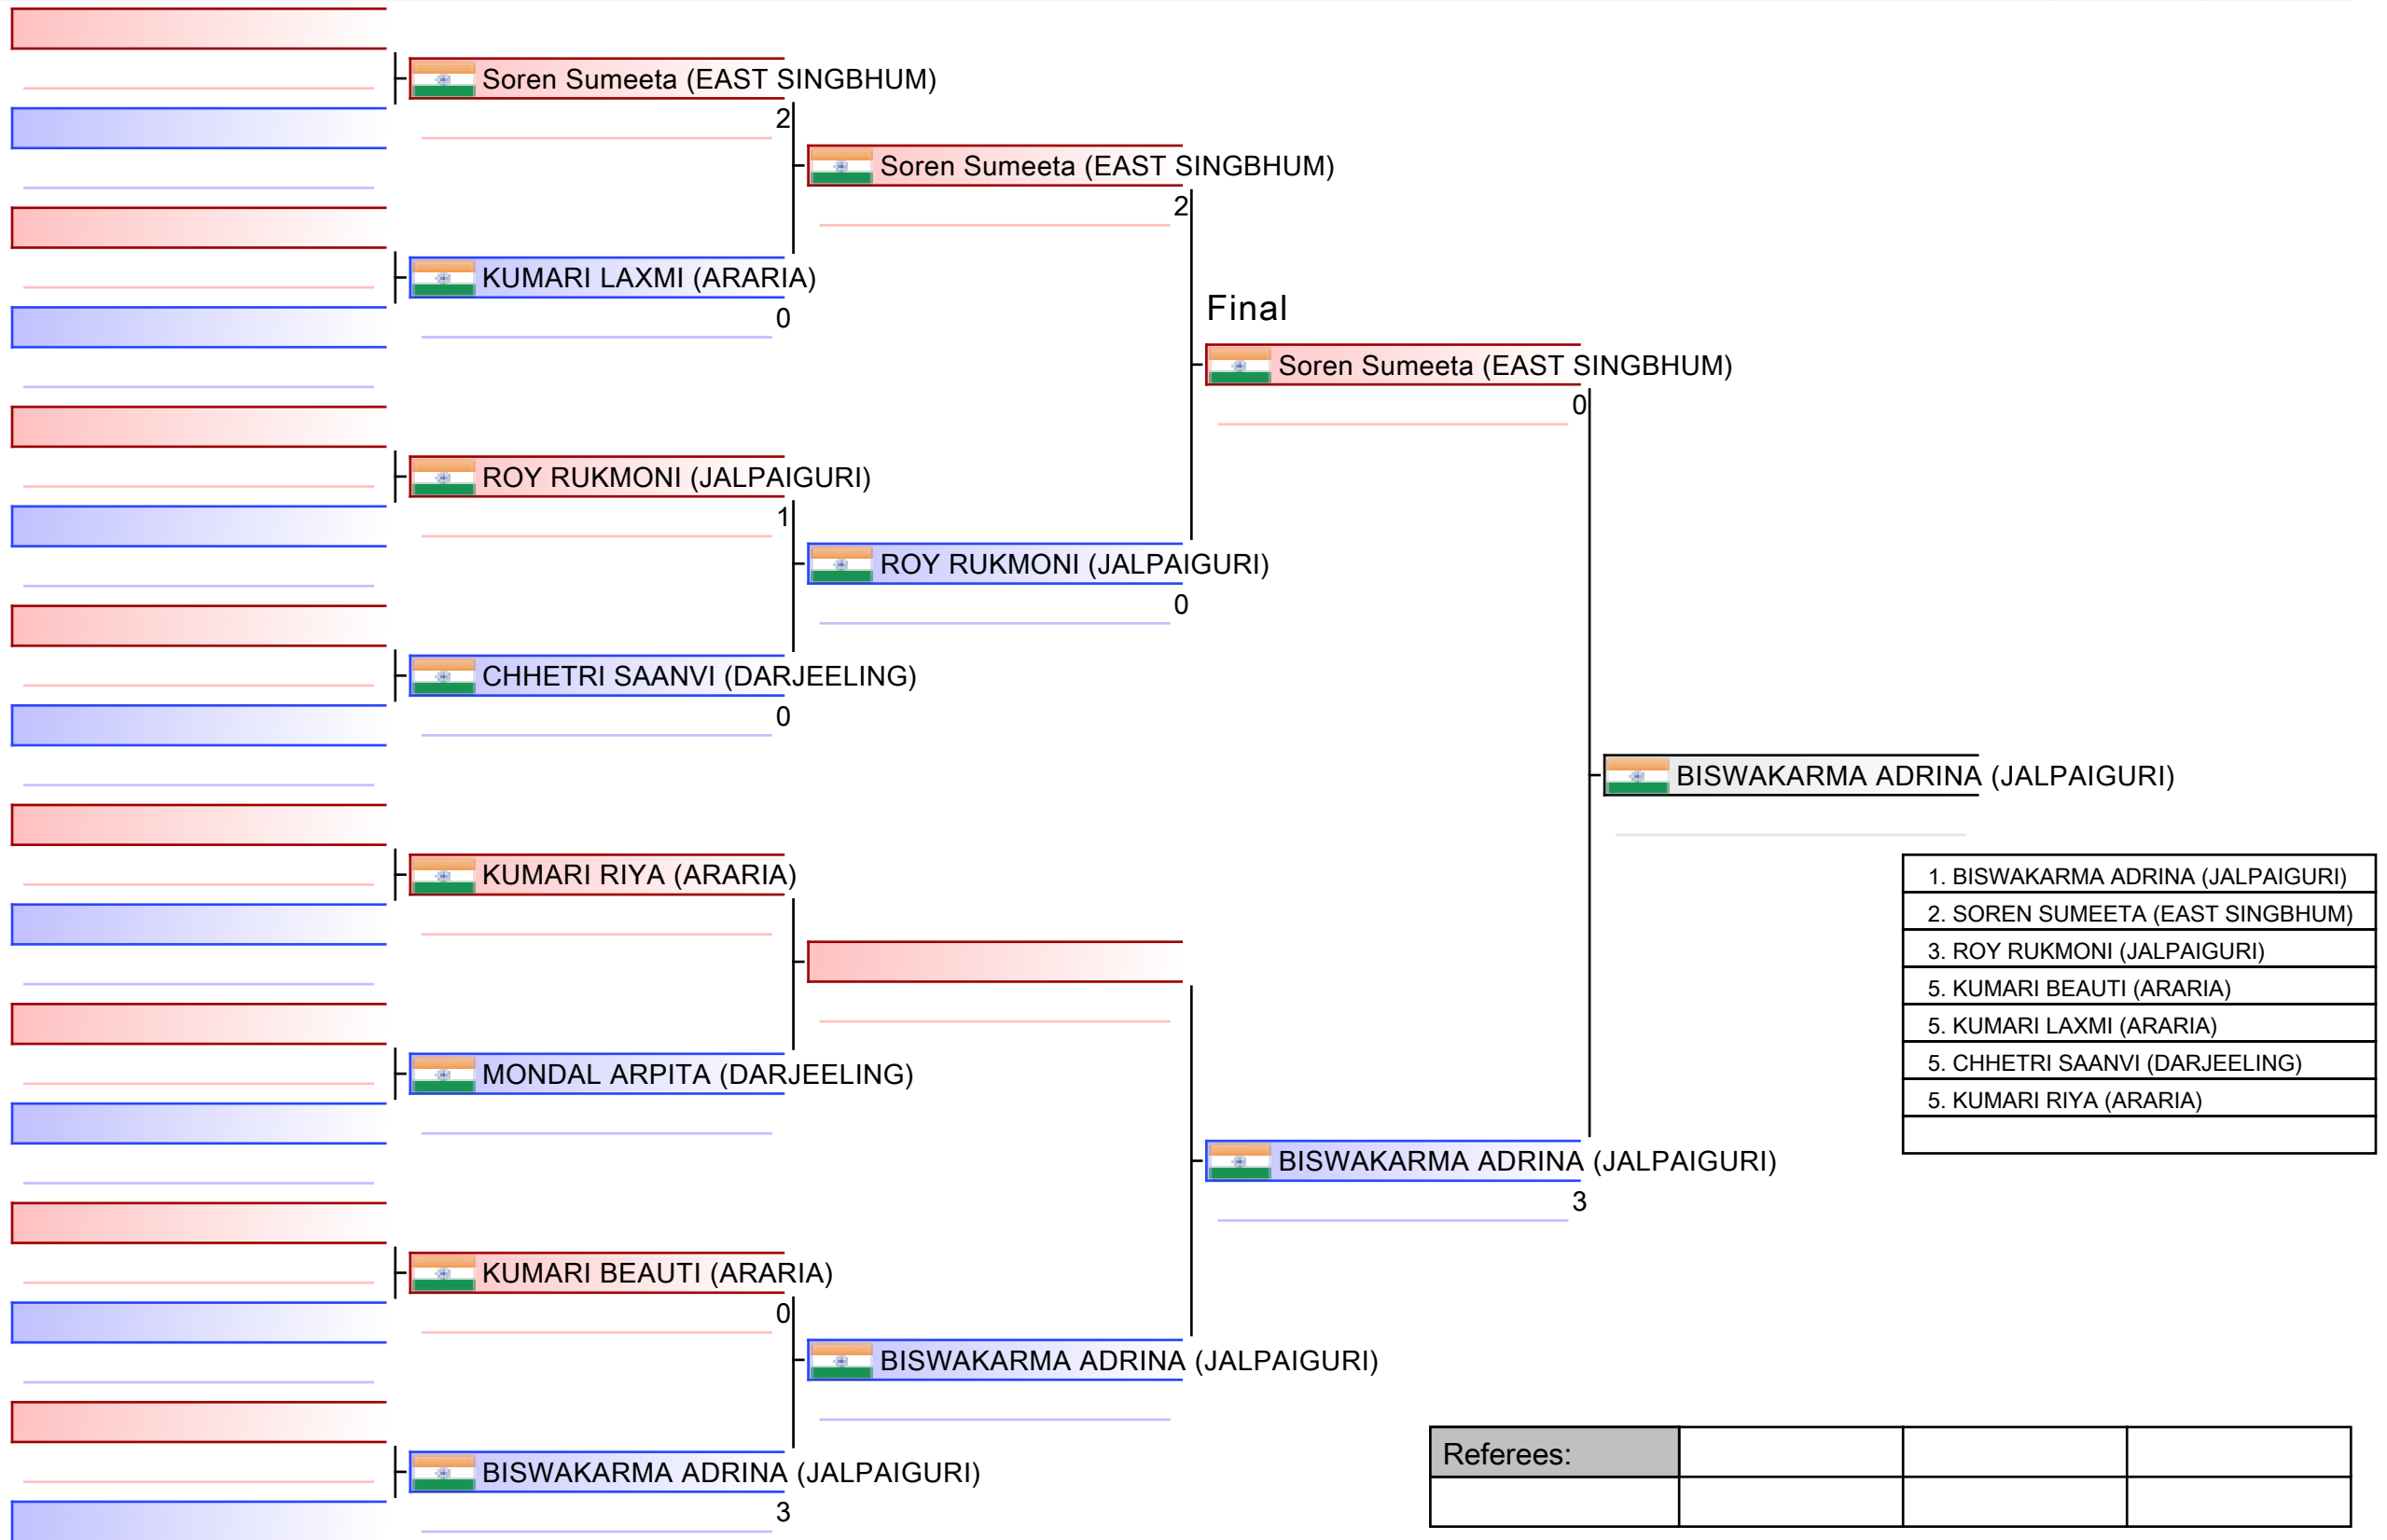 Soren Sumeeta (EAST SINGBHUM)
2
KUMARI LAXMI (ARARIA)
0
ROY RUKMONI (JALPAIGURI)
1
CHHETRI SAANVI (DARJEELING)
0
KUMARI RIYA (ARARIA)
MONDAL ARPITA (DARJEELING)
KUMARI BEAUTI (ARARIA)
0
BISWAKARMA ADRINA (JALPAIGURI)
3
Soren Sumeeta (EAST SINGBHUM)
2
ROY RUKMONI (JALPAIGURI)
0
BISWAKARMA ADRINA (JALPAIGURI)
Final
Soren Sumeeta (EAST SINGBHUM)
0
BISWAKARMA ADRINA (JALPAIGURI)
3
BISWAKARMA ADRINA (JALPAIGURI)
1. BISWAKARMA ADRINA (JALPAIGURI)
2. SOREN SUMEETA (EAST SINGBHUM)
3. ROY RUKMONI (JALPAIGURI)
5. KUMARI BEAUTI (ARARIA)
5. KUMARI LAXMI (ARARIA)
5. CHHETRI SAANVI (DARJEELING)
5. KUMARI RIYA (ARARIA)
Referees: